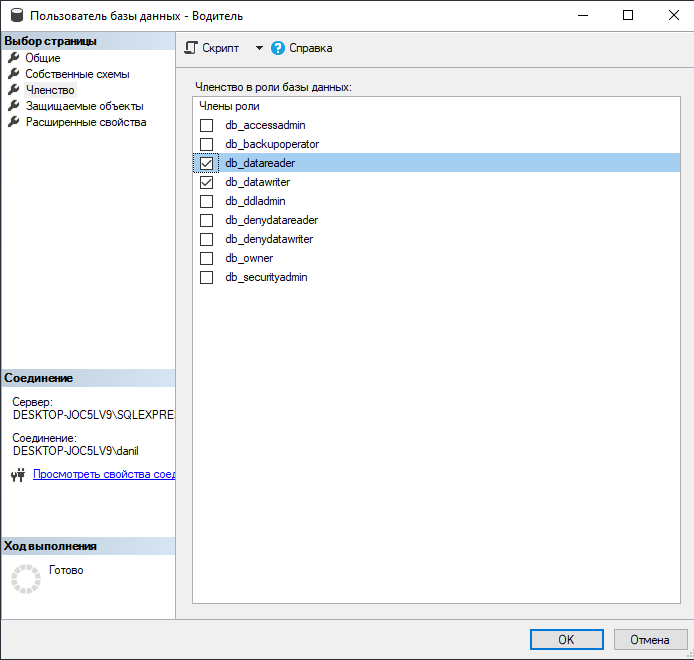 Пользователь базы данных - Водитель
Выбор страницы
Общие
Собственные схемы
Членство
Защищаемые объекты
Расширенные свойства
Соединение
Сервер:
DESKTOP-JOC5LV9\SQLEXPRE
Соединение:
DESKTOP-JOC5LV9\danil
Просмотреть свойства соед
Ход выполнения
Готово
Скрипт
? Справка
Членство в роли базы данных:
Члены роли
db_accessadmin
db_backupoperator
db_datareader
db_datawriter
db_ddladmin
db_denydatareader
db_denydatawriter
db_owner
db_securityadmin
OK
Отмена